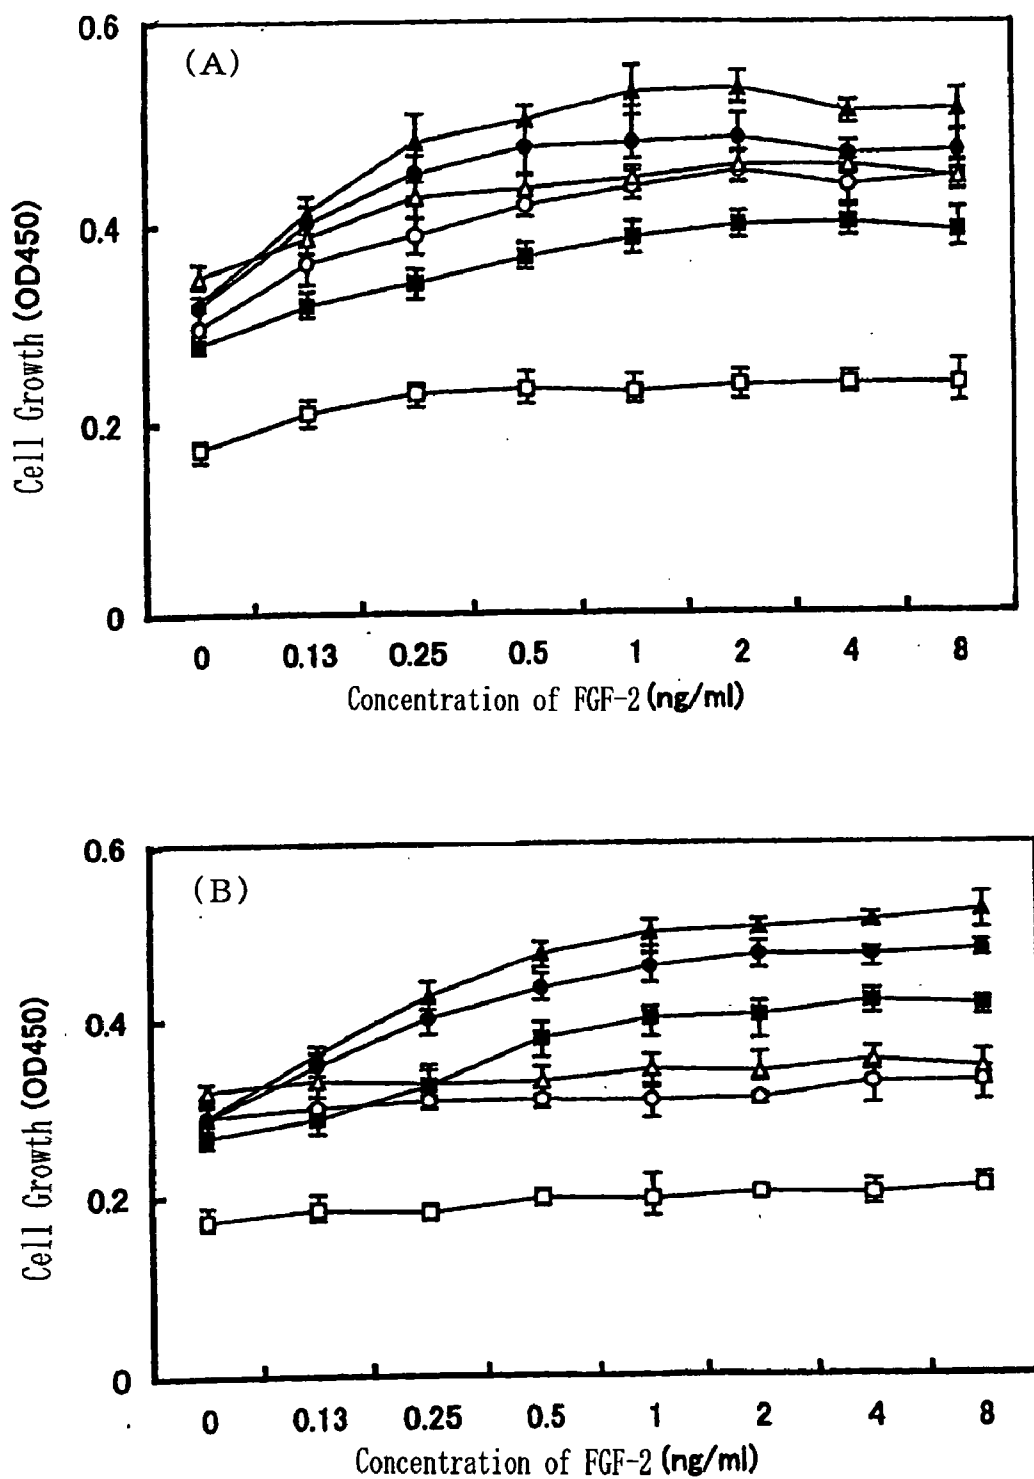 (A)
0.6
0.4
0.2
0
Cell Growth (OD450)
0 0.13 0.25 0.5 1 2 4 8
Concentration of FGF-2 (ng/ml)
(B)
0.6
0.4
0.2
0
Cell Growth (OD450)
0 0.13 0.25 0.5 1 2 4 8
Concentration of FGF-2 (ng/ml)